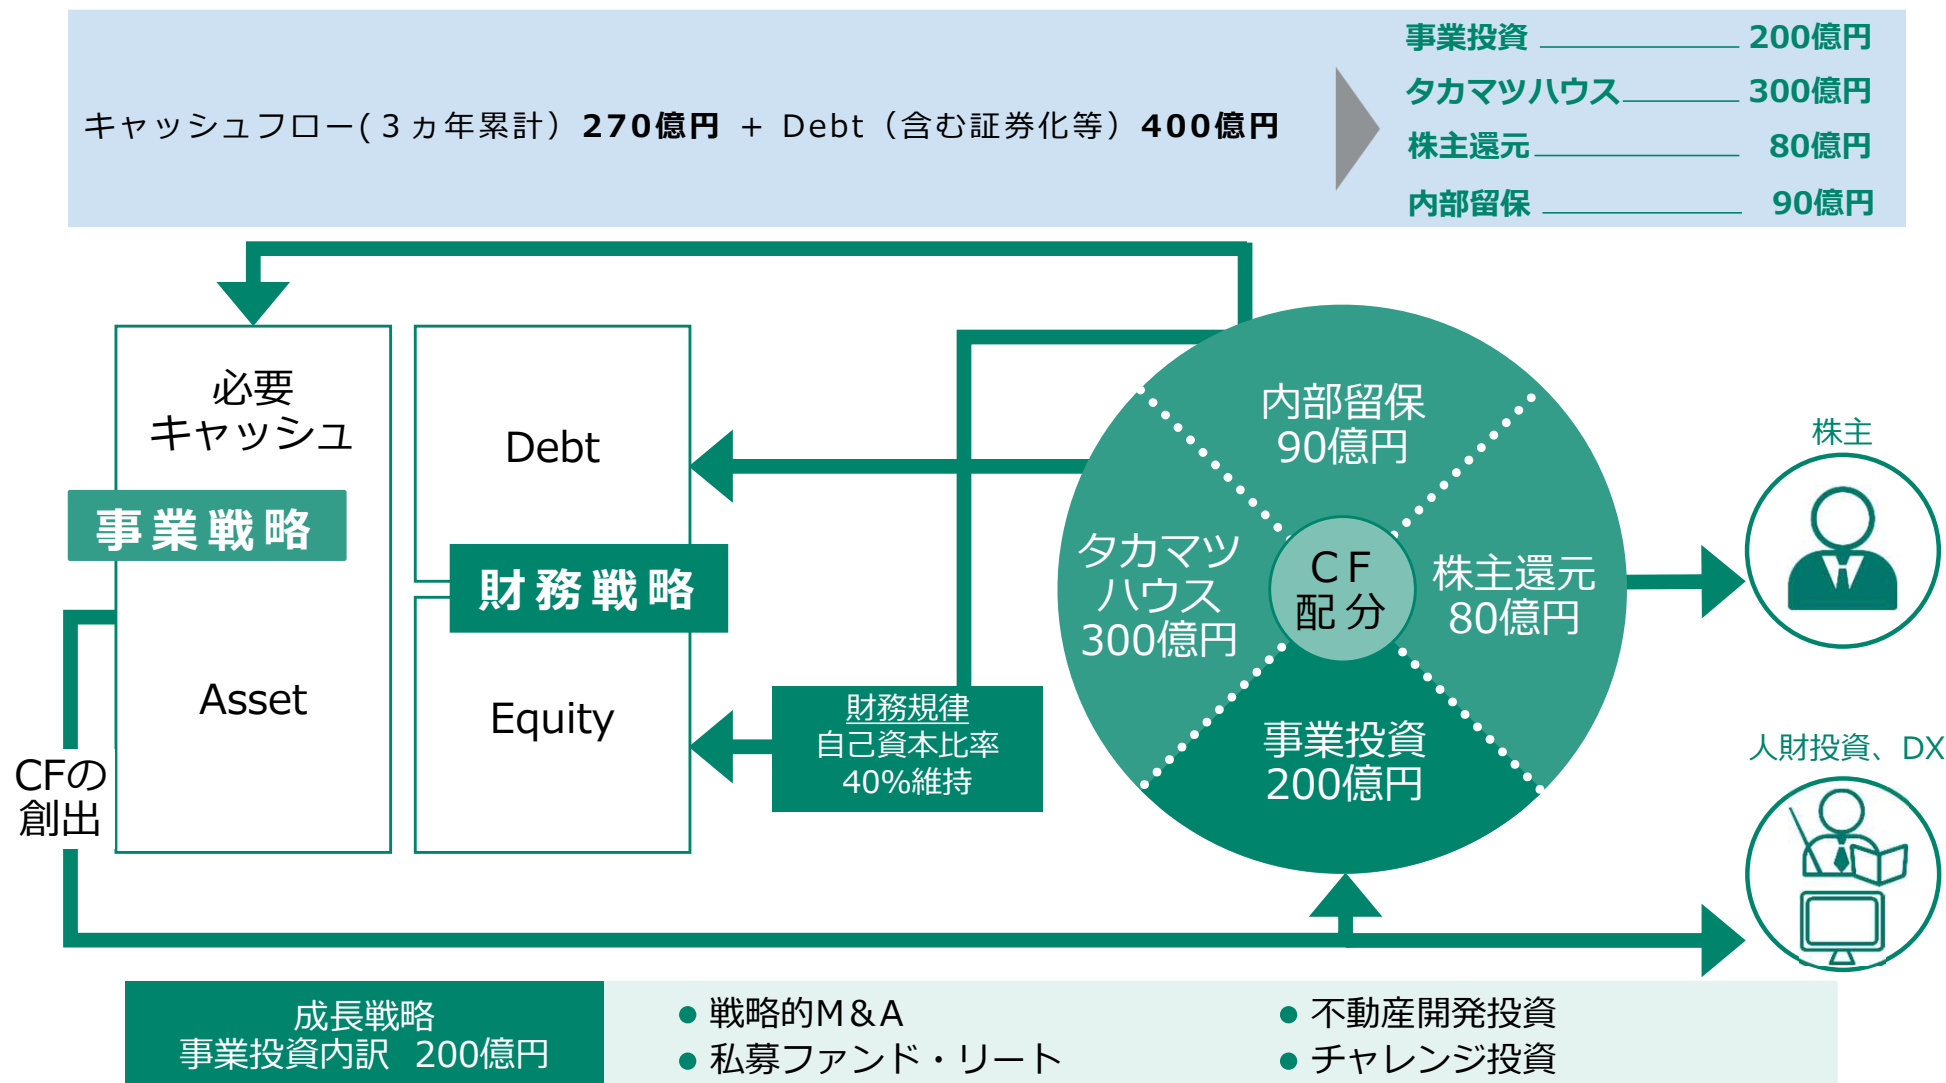 キャッシュフロー(３ヵ年累計）270億円 + Debt（含む証券化等）400億円
事業投資 200億円
タカマツハウス 300億円
株主還元 80億円
内部留保 90億円
必要
キャッシュ
事業戦略
Asset
Debt
財務戦略
Equity
財務規律
自己資本比率
40%維持
CFの
創出
内部留保
90億円
タカマツ
ハウス
300億円
ＣＦ
配分
株主還元
80億円
事業投資
200億円
株主
人財投資、DX
成長戦略
事業投資内訳 200億円
● 戦略的M＆A
● 私募ファンド・リート
● 不動産開発投資
● チャレンジ投資